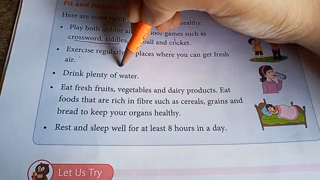 Fit and
Here are some
healthy.
• Play both indoor
games such as
crossword, riddles
ball and cricket.
• Exercise regularly
places where you can get fresh
air.
• Drink plenty of water.
• Eat fresh fruits, vegetables and dairy products. Eat
foods that are rich in fibre such as cereals, grains and
bread to keep your organs healthy.
• Rest and sleep well for at least 8 hours in a day.
Let Us Try